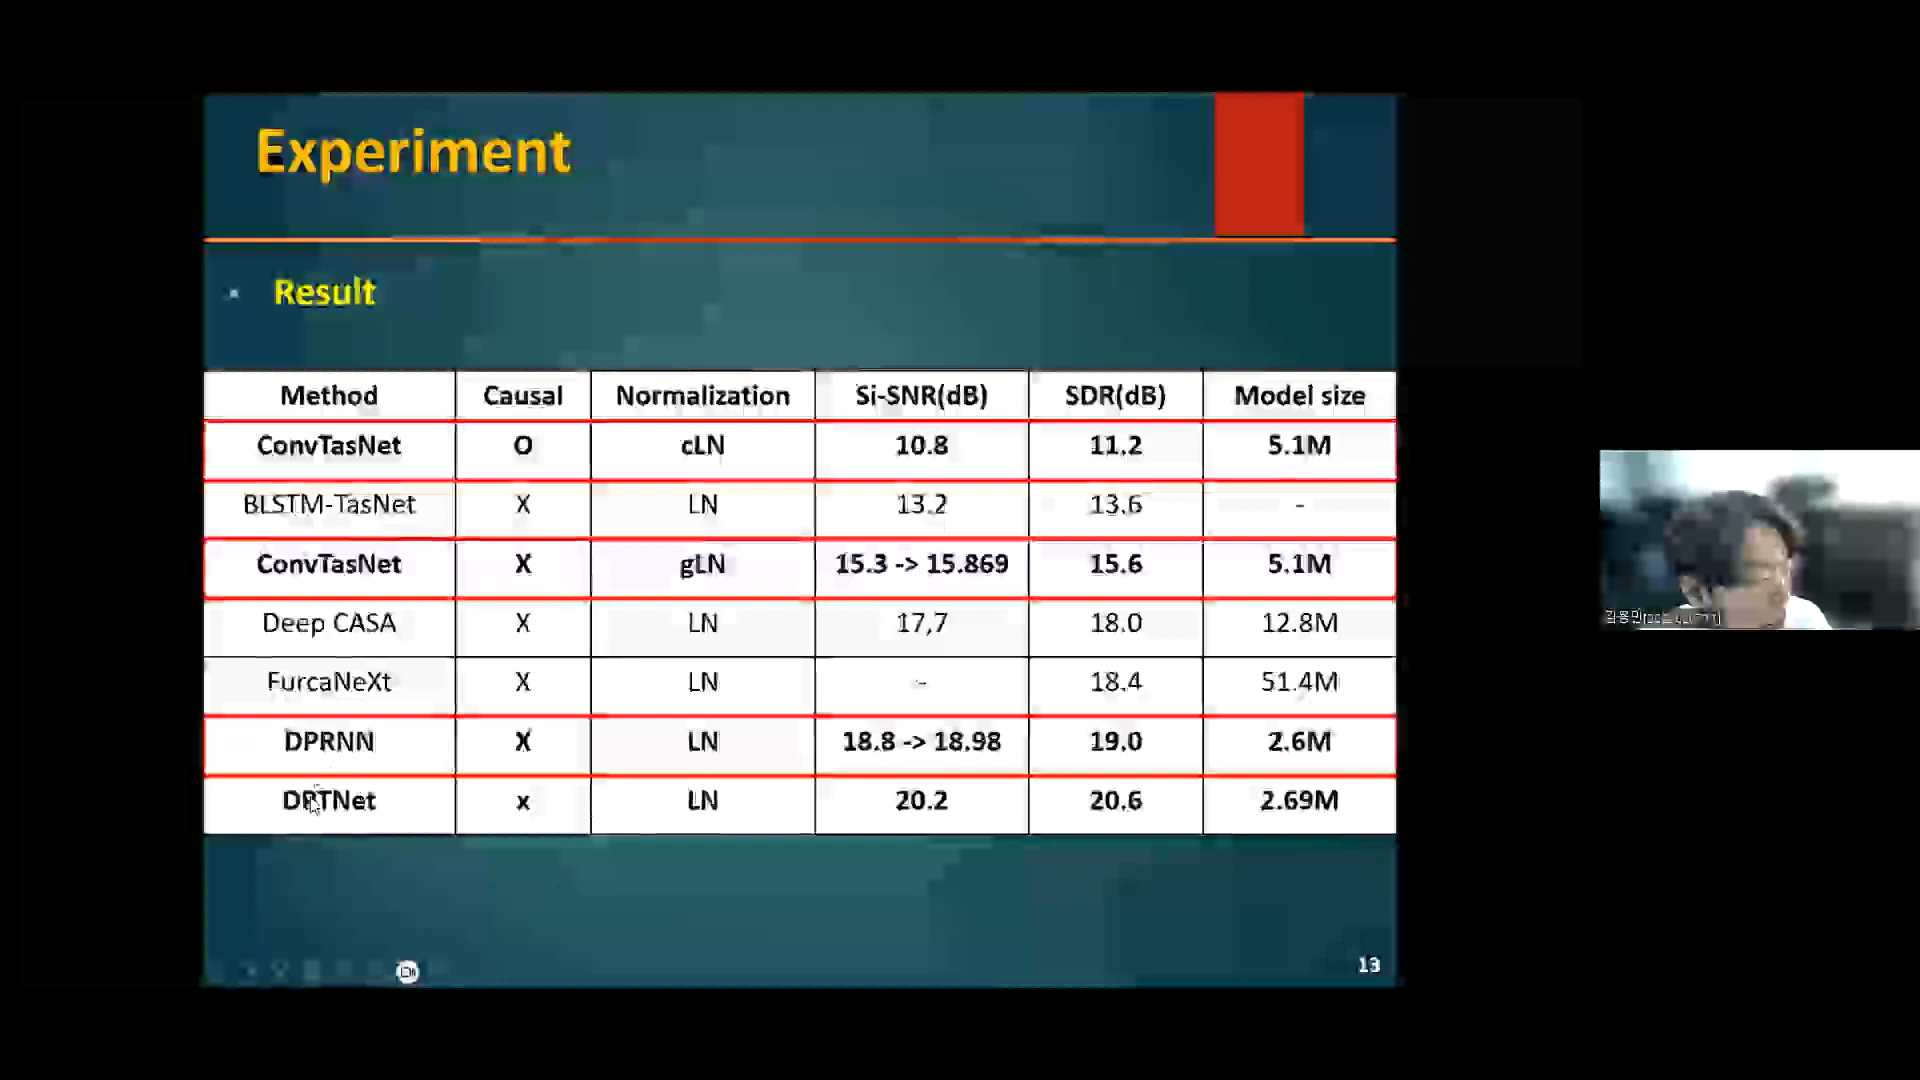 Experiment
Result
Method Causal Normalization Si-SNR(dB) SDR(dB) Model size
ConvTasNet O cLN 10.8 11.2 5.1M
BLSTM-TasNet X LN 13.2 13.6 -
ConvTasNet X gLN 15.3 -> 15.869 15.6 5.1M
Deep CASA X LN 17,7 18.0 12.8M
FurcaNeXt X LN - 18.4 51.4M
DPRNN X LN 18.8 -> 18.98 19.0 2.6M
DPTNet x LN 20.2 20.6 2.69M
13